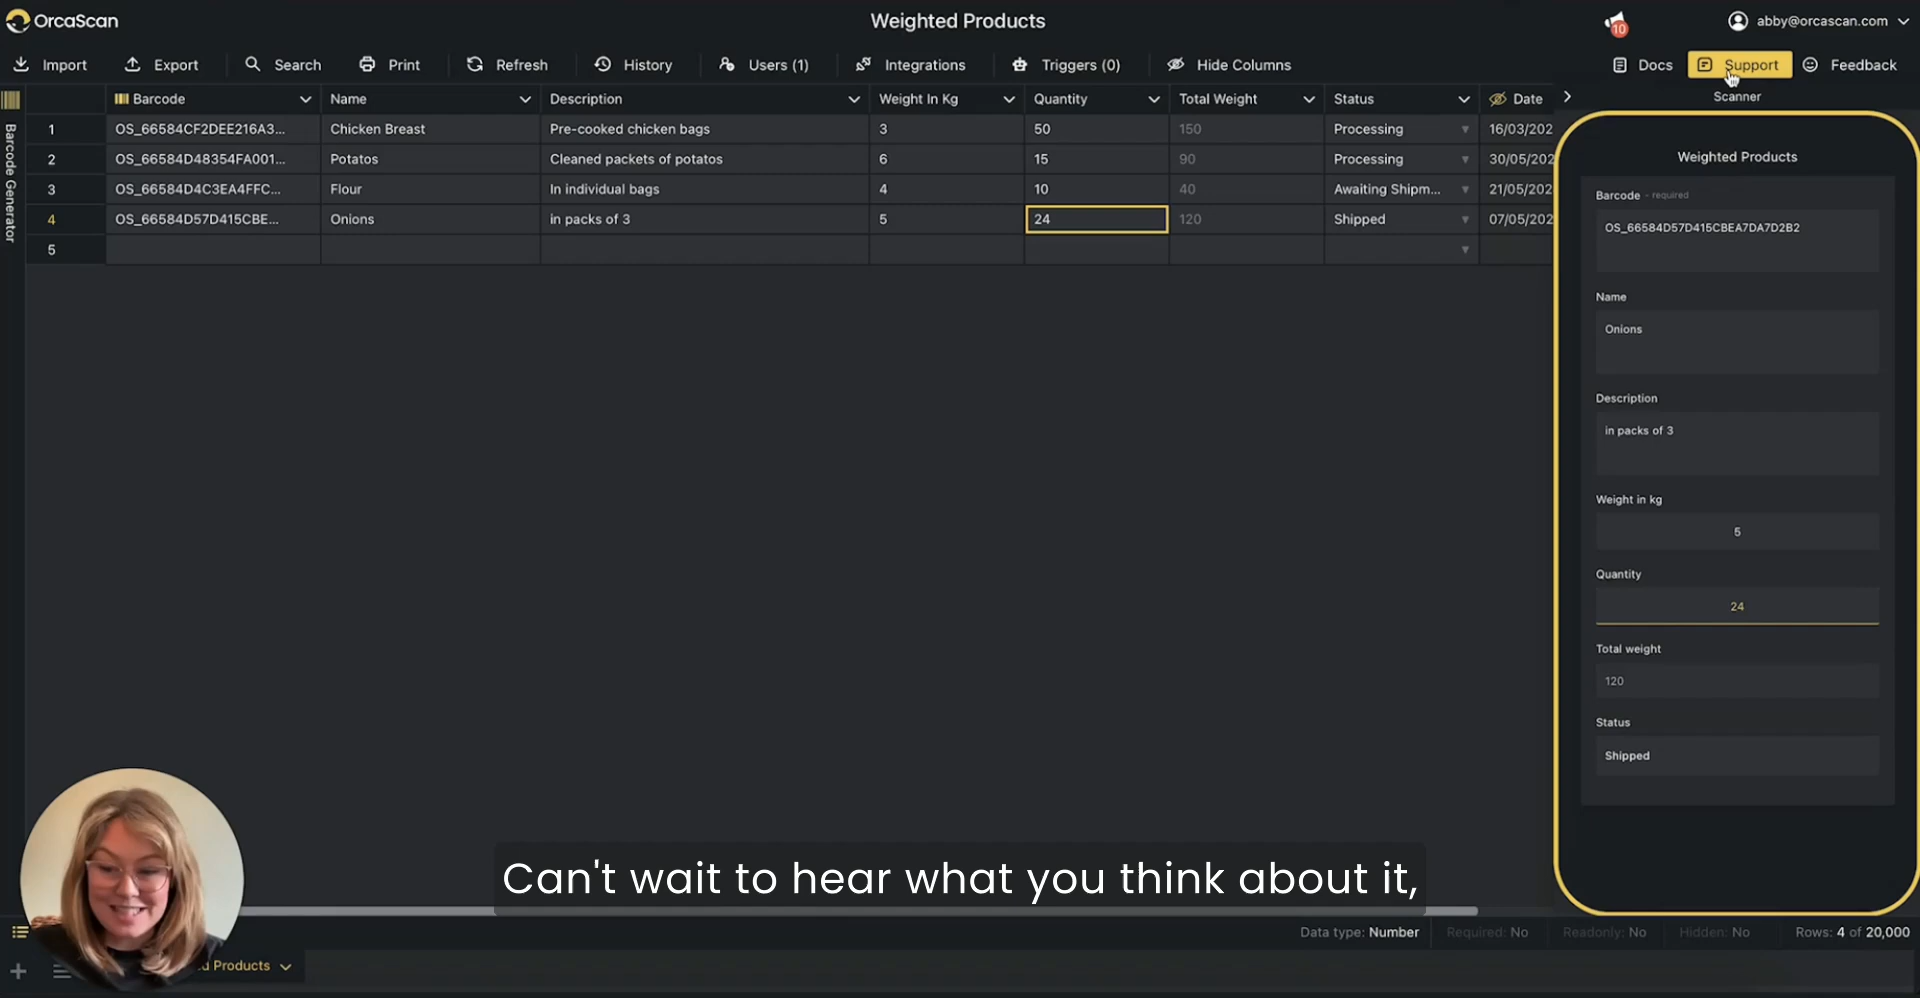 OrcaScan
Weighted Products
10
abby@orcascan.com
Import
Export
Search
Print
Refresh
History
Users (1)
Integrations
Triggers (0)
Hide Columns
Docs
Support
Feedback
Barcode Generator
Barcode Name Description Weight In Kg Quantity Total Weight Status Date
1 OS_66584CF2DEE216A3... Chicken Breast Pre-cooked chicken bags 3 50 150 Processing 16/03/202
2 OS_66584D48354FA001... Potatos Cleaned packets of potatos 6 15 90 Processing 30/05/202
3 OS_66584D4C3EA4FFC... Flour In individual bags 4 10 40 Awaiting Shipm... 21/05/202
4 OS_66584D57D415CBE... Onions in packs of 3 5 24 120 Shipped 07/05/202
5
Scanner
Weighted Products
Barcode - required
OS_66584D57D415CBEA7DA7D2B2
Name
Onions
Description
in packs of 3
Weight in kg
5
Quantity
24
Total weight
120
Status
Shipped
Can't wait to hear what you think about it,
Data type: Number
Required: No
Readonly: No
Hidden: No
Rows: 4 of 20,000
d Products